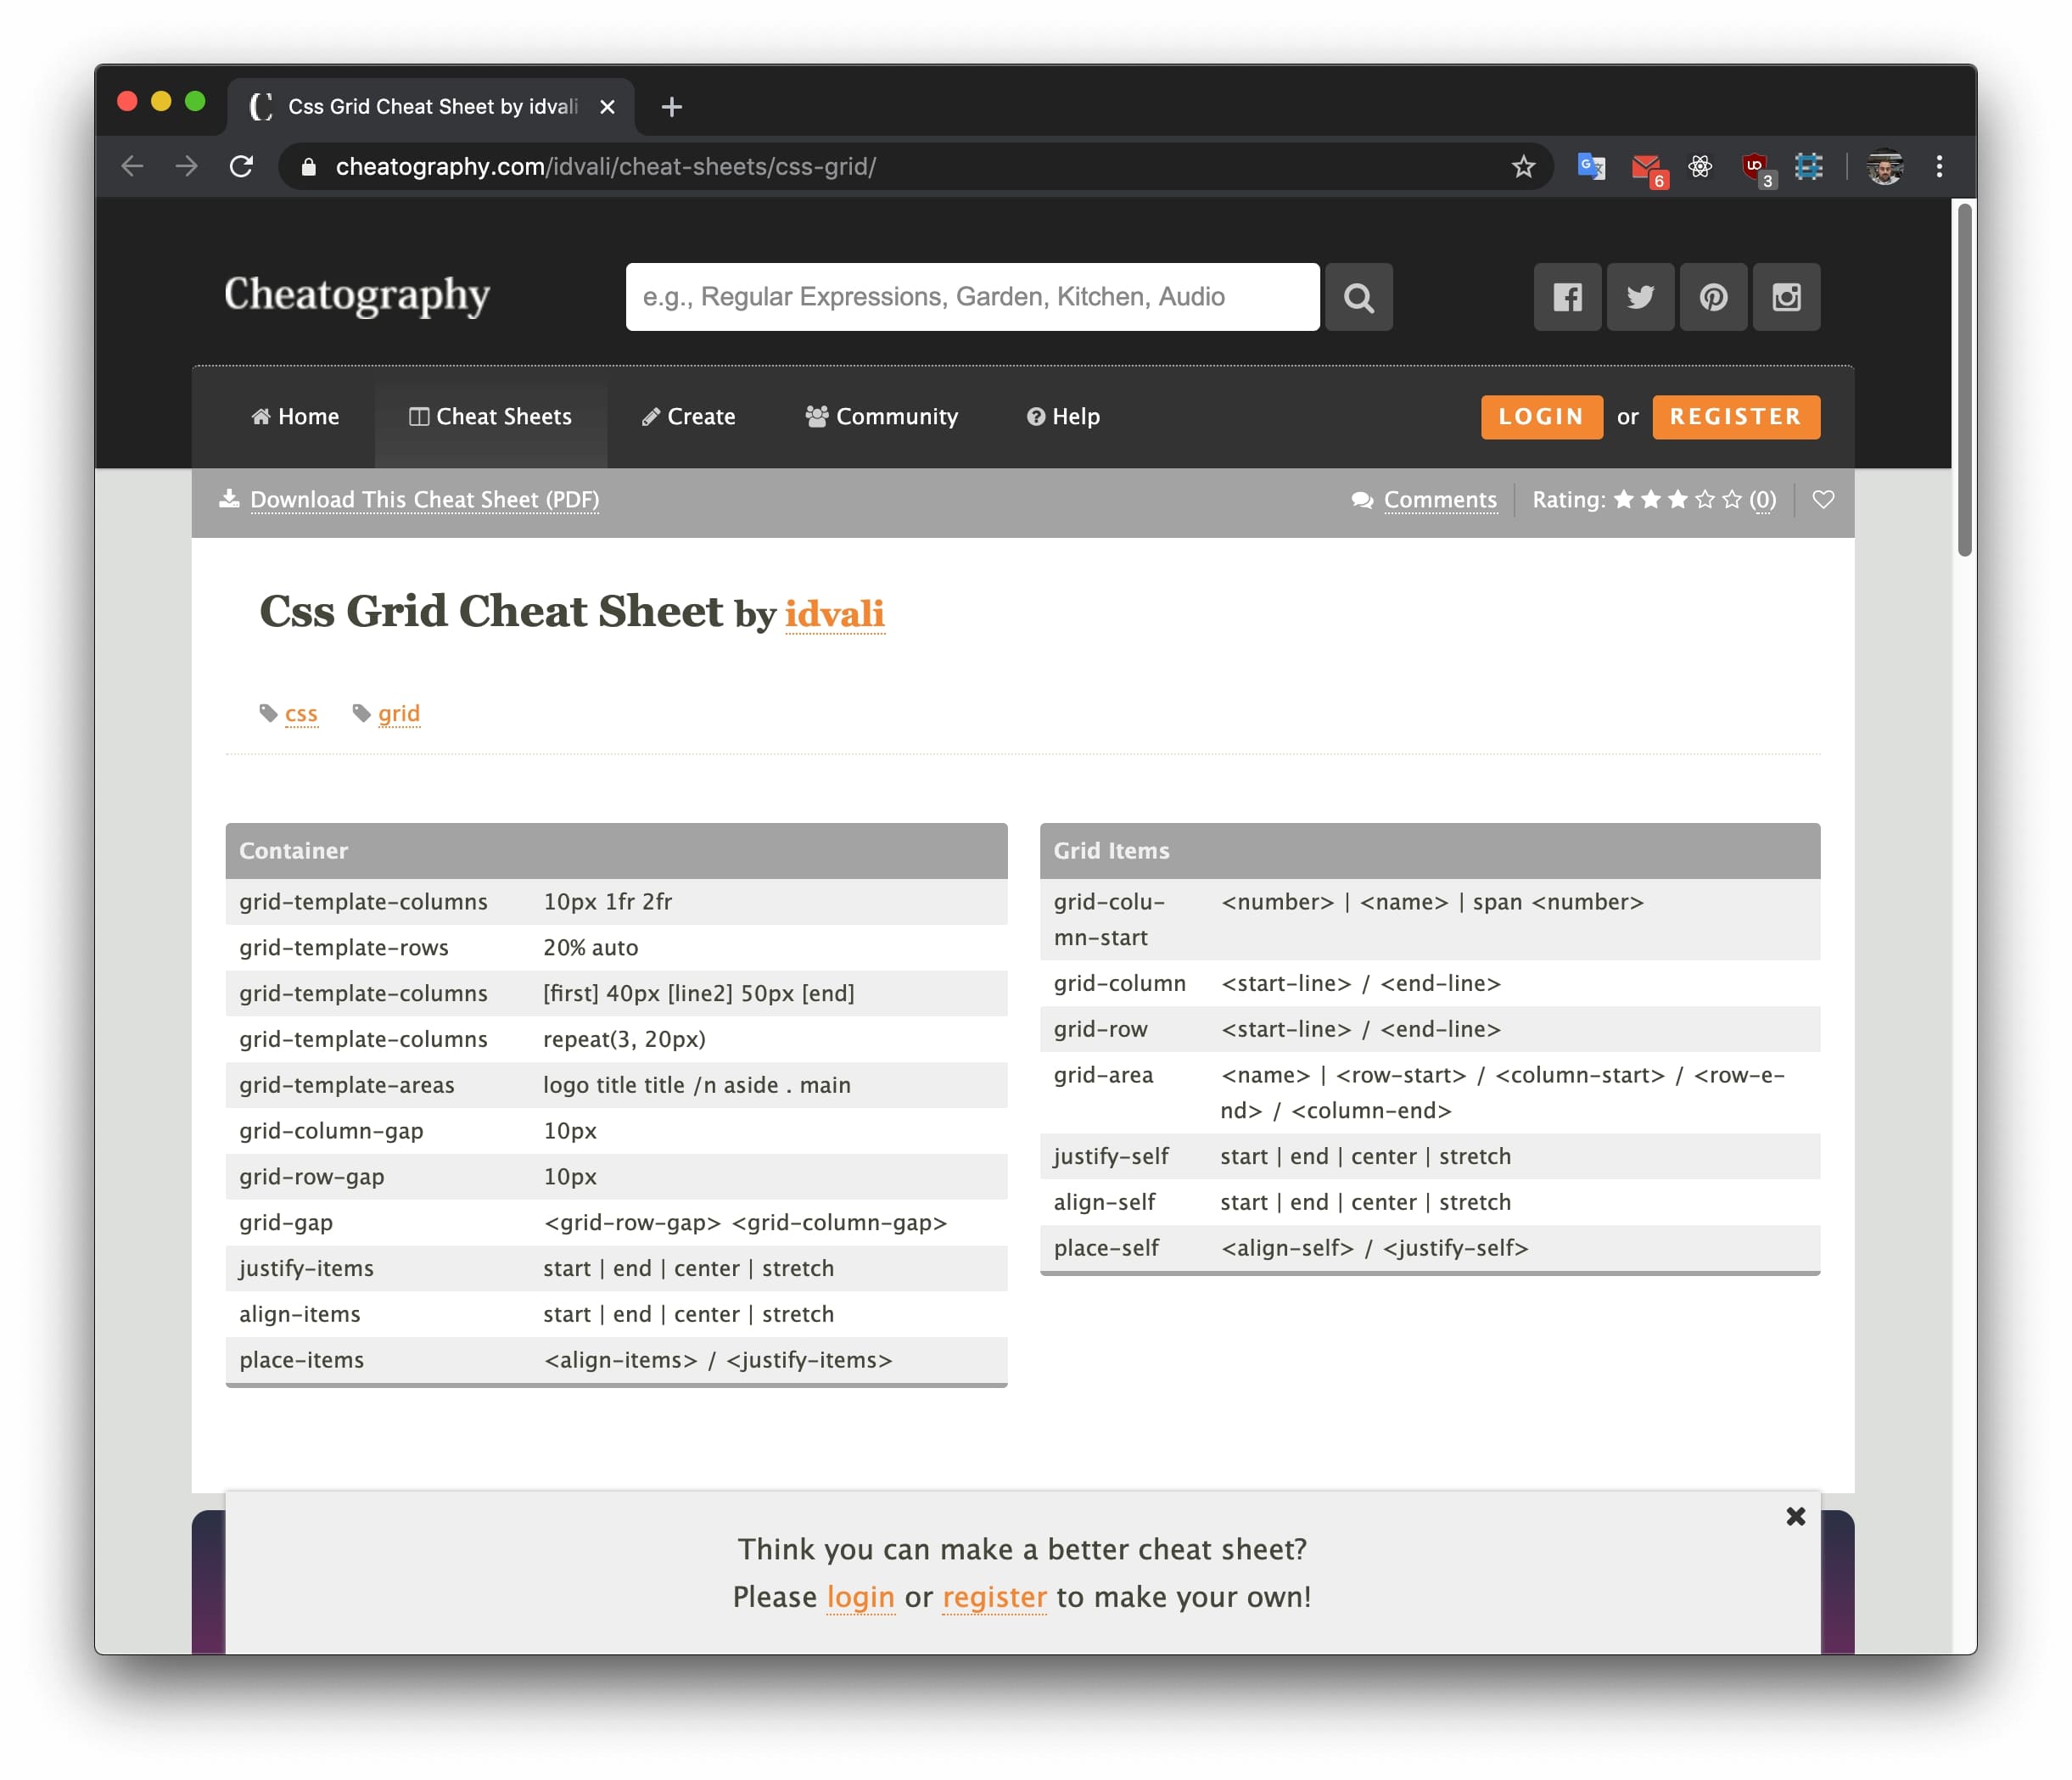 Css Grid Cheat Sheet by idvali
cheatography.com/idvali/cheat-sheets/css-grid/
6
3
Cheatography
e.g., Regular Expressions, Garden, Kitchen, Audio
Home Cheat Sheets Create Community Help LOGIN or REGISTER
Download This Cheat Sheet (PDF) Comments Rating: (0)
Css Grid Cheat Sheet by idvali
css grid
Container
grid-template-columns 10px 1fr 2fr
grid-template-rows 20% auto
grid-template-columns [first] 40px [line2] 50px [end]
grid-template-columns repeat(3, 20px)
grid-template-areas logo title title /n aside . main
grid-column-gap 10px
grid-row-gap 10px
grid-gap <grid-row-gap> <grid-column-gap>
justify-items start | end | center | stretch
align-items start | end | center | stretch
place-items <align-items> / <justify-items>
Grid Items
grid-colu- <number> | <name> | span <number>
mn-start
grid-column <start-line> / <end-line>
grid-row <start-line> / <end-line>
grid-area <name> | <row-start> / <column-start> / <row-e-
nd> / <column-end>
justify-self start | end | center | stretch
align-self start | end | center | stretch
place-self <align-self> / <justify-self>
Think you can make a better cheat sheet?
Please login or register to make your own!